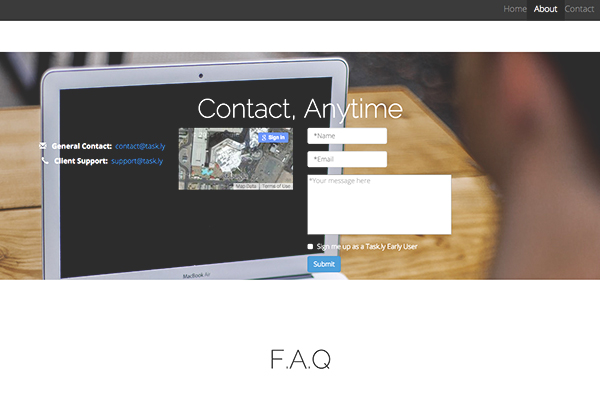 Home About Contact
Contact, Anytime
General Contact: contact@task.ly
Client Support: support@task.ly
Sign in
Map Data Terms of Use
*Name
*Email
*Your message here
Sign me up as a Task.ly Early User
Submit
MacBook Air
F.A.Q